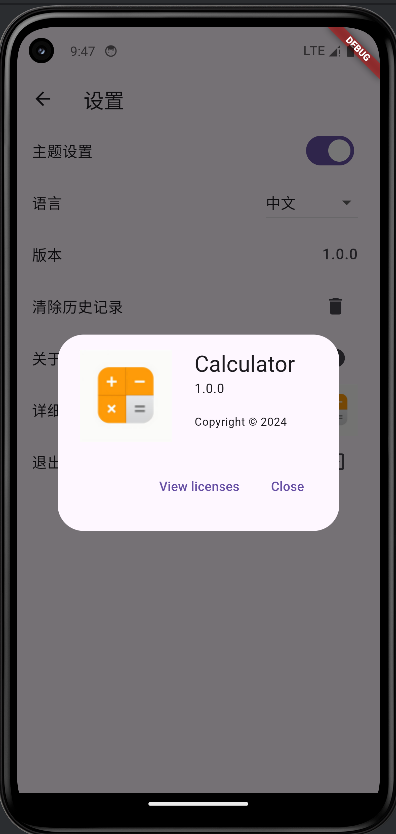 9:47
LTE
DEBUG
设置
主题设置
语言
中文
版本
1.0.0
清除历史记录
关于
详细
退出
Calculator
1.0.0
Copyright © 2024
View licenses
Close